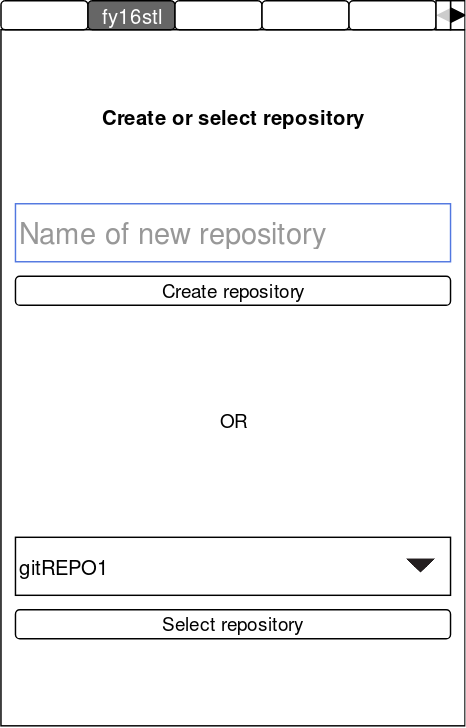 fy16stl
Create or select repository
Name of new repository
Create repository
OR
gitREPO1
Select repository